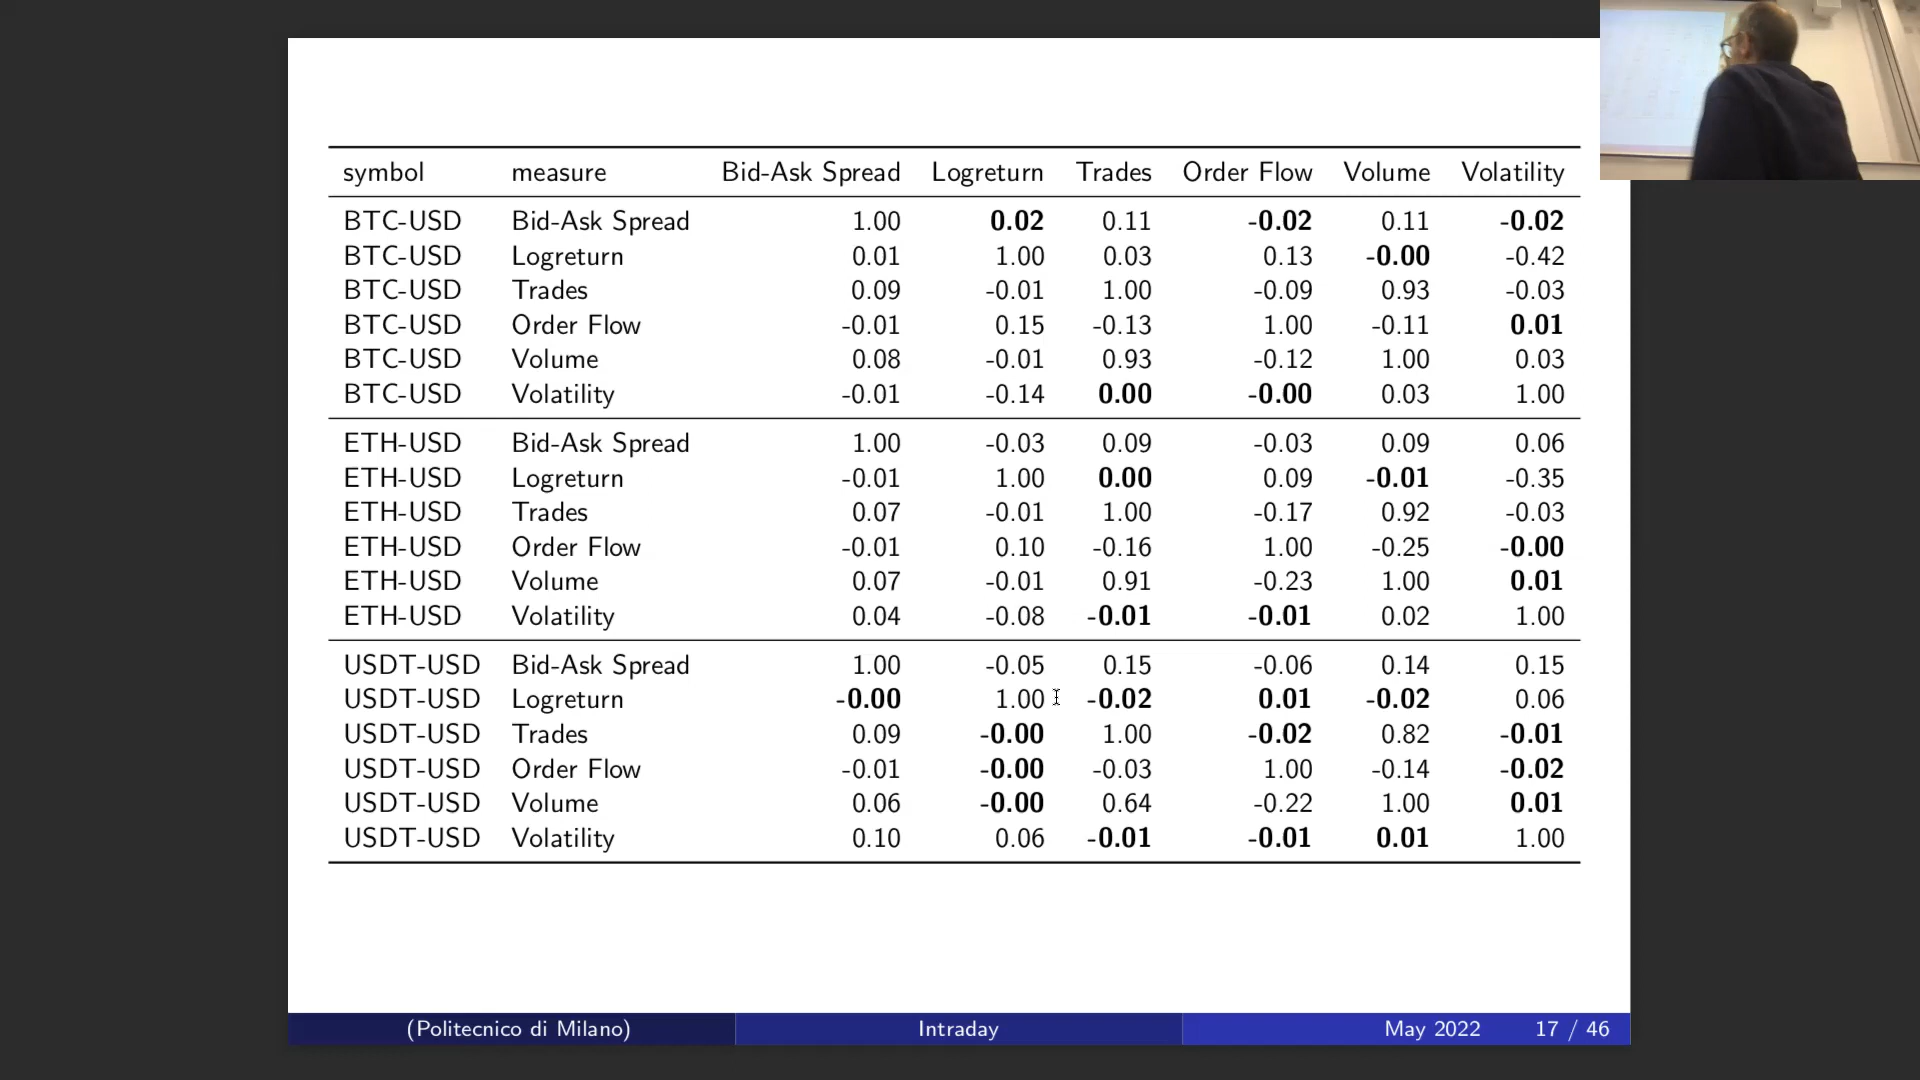 symbol measure Bid-Ask Spread Logreturn Trades Order Flow Volume Volatility
BTC-USD Bid-Ask Spread 1.00 0.02 0.11 -0.02 0.11 -0.02
BTC-USD Logreturn 0.01 1.00 0.03 0.13 -0.00 -0.42
BTC-USD Trades 0.09 -0.01 1.00 -0.09 0.93 -0.03
BTC-USD Order Flow -0.01 0.15 -0.13 1.00 -0.11 0.01
BTC-USD Volume 0.08 -0.01 0.93 -0.12 1.00 0.03
BTC-USD Volatility -0.01 -0.14 0.00 -0.00 0.03 1.00
ETH-USD Bid-Ask Spread 1.00 -0.03 0.09 -0.03 0.09 0.06
ETH-USD Logreturn -0.01 1.00 0.00 0.09 -0.01 -0.35
ETH-USD Trades 0.07 -0.01 1.00 -0.17 0.92 -0.03
ETH-USD Order Flow -0.01 0.10 -0.16 1.00 -0.25 -0.00
ETH-USD Volume 0.07 -0.01 0.91 -0.23 1.00 0.01
ETH-USD Volatility 0.04 -0.08 -0.01 -0.01 0.02 1.00
USDT-USD Bid-Ask Spread 1.00 -0.05 0.15 -0.06 0.14 0.15
USDT-USD Logreturn -0.00 1.00 -0.02 0.01 -0.02 0.06
USDT-USD Trades 0.09 -0.00 1.00 -0.02 0.82 -0.01
USDT-USD Order Flow -0.01 -0.00 -0.03 1.00 -0.14 -0.02
USDT-USD Volume 0.06 -0.00 0.64 -0.22 1.00 0.01
USDT-USD Volatility 0.10 0.06 -0.01 -0.01 0.01 1.00
(Politecnico di Milano) Intraday May 2022 17 / 46